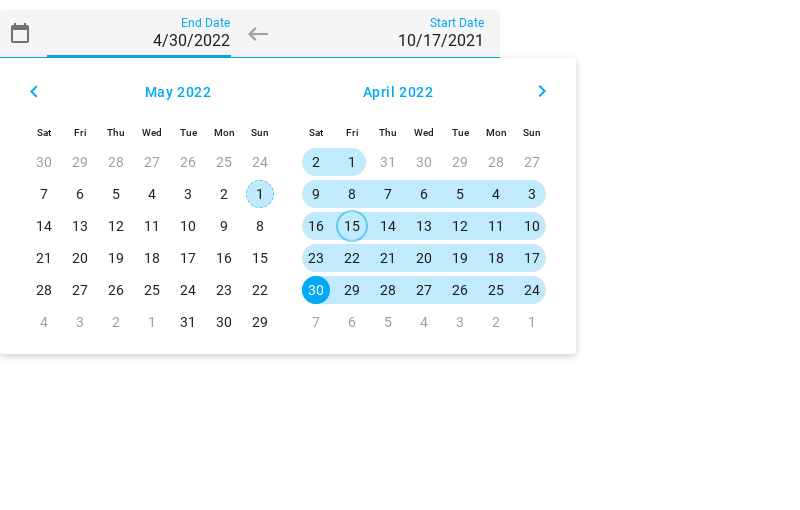 End Date
4/30/2022
Start Date
10/17/2021
May 2022
Sat Fri Thu Wed Tue Mon Sun
30 29 28 27 26 25 24
7 6 5 4 3 2 1
14 13 12 11 10 9 8
21 20 19 18 17 16 15
28 27 26 25 24 23 22
4 3 2 1 31 30 29
April 2022
Sat Fri Thu Wed Tue Mon Sun
2 1 31 30 29 28 27
9 8 7 6 5 4 3
16 15 14 13 12 11 10
23 22 21 20 19 18 17
30 29 28 27 26 25 24
7 6 5 4 3 2 1